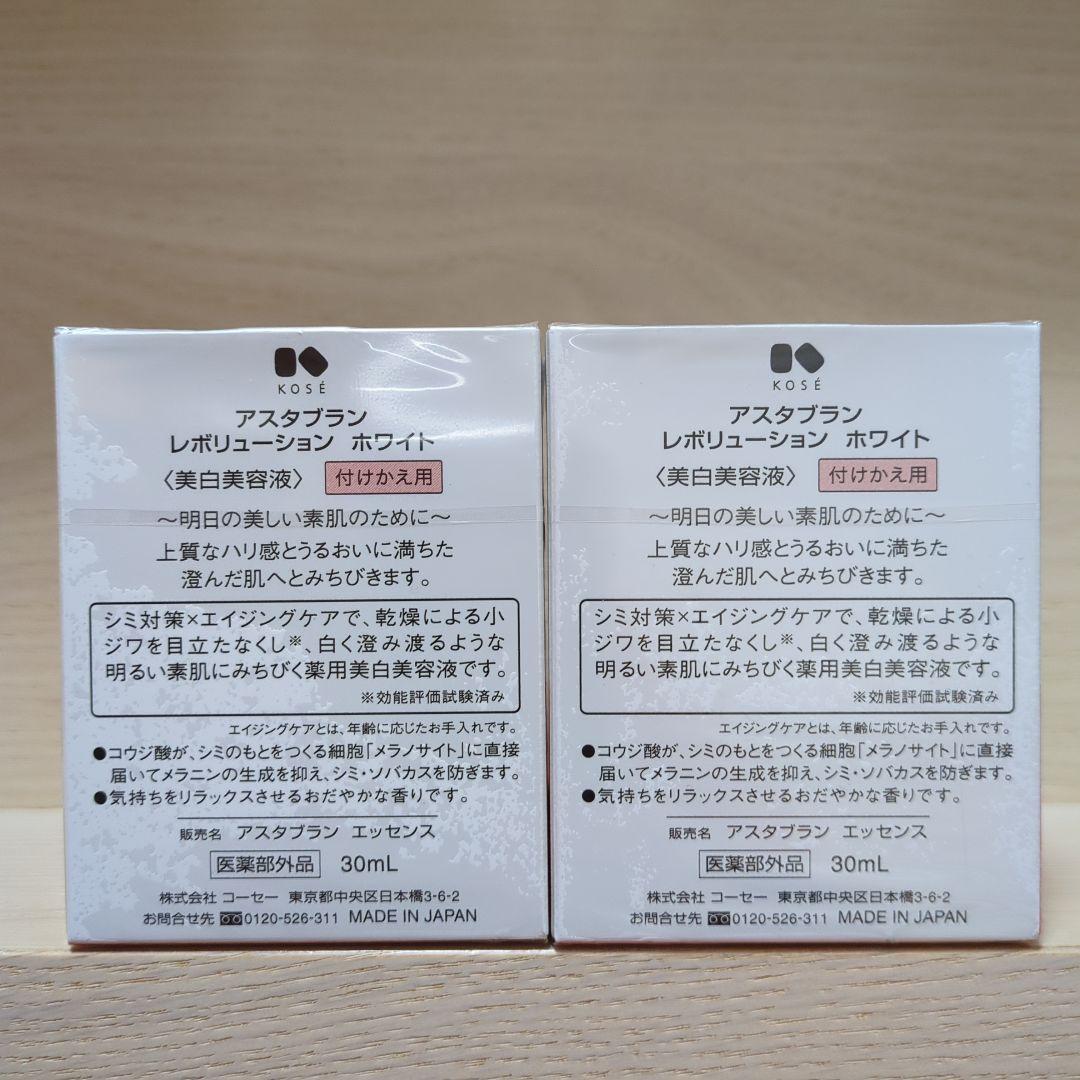 KOSÉ
アスタブラン
レボリューション ホワイト
〈美白美容液〉 付けかえ用
～明日の美しい素肌のために～
上質なハリ感とうるおいに満ちた
澄んだ肌へとみちびきます。
シミ対策×エイジングケアで、乾燥による小
ジワを目立たなくし※、白く澄み渡るような
明るい素肌にみちびく薬用美白美容液です。
※効能評価試験済み
エイジングケアとは、年齢に応じたお手入れです。
●コウジ酸が、シミのもとをつくる細胞「メラノサイト」に直接
届いてメラニンの生成を抑え、シミ・ソバカスを防ぎます。
●気持ちをリラックスさせるおだやかな香りです。
販売名 アスタブラン エッセンス
医薬部外品 30mL
株式会社 コーセー 東京都中央区日本橋3-6-2
お問合せ先 0120-526-311 MADE IN JAPAN
KOSÉ
アスタブラン
レボリューション ホワイト
〈美白美容液〉 付けかえ用
～明日の美しい素肌のために～
上質なハリ感とうるおいに満ちた
澄んだ肌へとみちびきます。
シミ対策×エイジングケアで、乾燥による小
ジワを目立たなくし※、白く澄み渡るような
明るい素肌にみちびく薬用美白美容液です。
※効能評価試験済み
エイジングケアとは、年齢に応じたお手入れです。
●コウジ酸が、シミのもとをつくる細胞「メラノサイト」に直接
届いてメラニンの生成を抑え、シミ・ソバカスを防ぎます。
●気持ちをリラックスさせるおだやかな香りです。
販売名 アスタブラン エッセンス
医薬部外品 30mL
株式会社 コーセー 東京都中央区日本橋3-6-2
お問合せ先 0120-526-311 MADE IN JAPAN